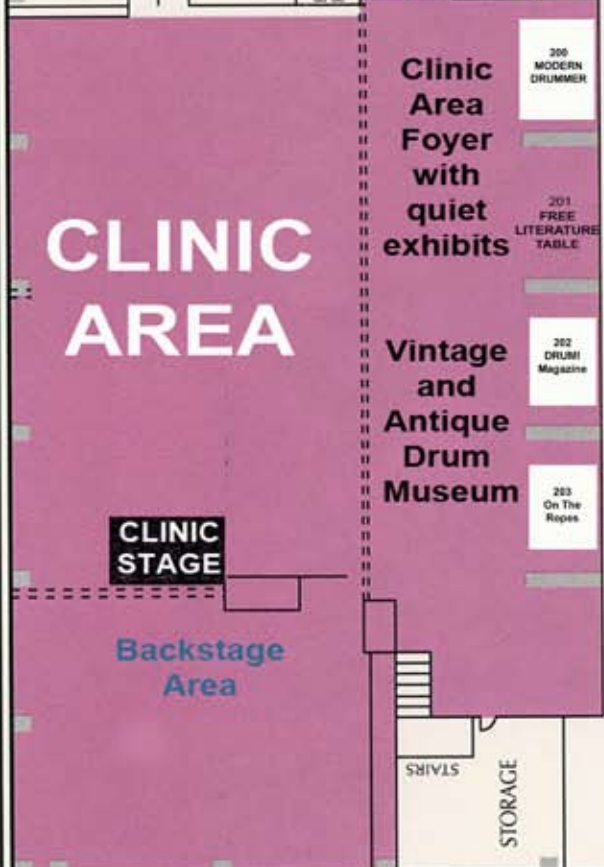 CLINIC
AREA
Clinic
Area
Foyer
with
quiet
exhibits
200
MODERN
DRUMMER
201
FREE
LITERATURE
TABLE
Vintage
and
Antique
Drum
Museum
202
DRUM!
Magazine
203
On The
Ropes
CLINIC
STAGE
Backstage
Area
STAIRS
STORAGE